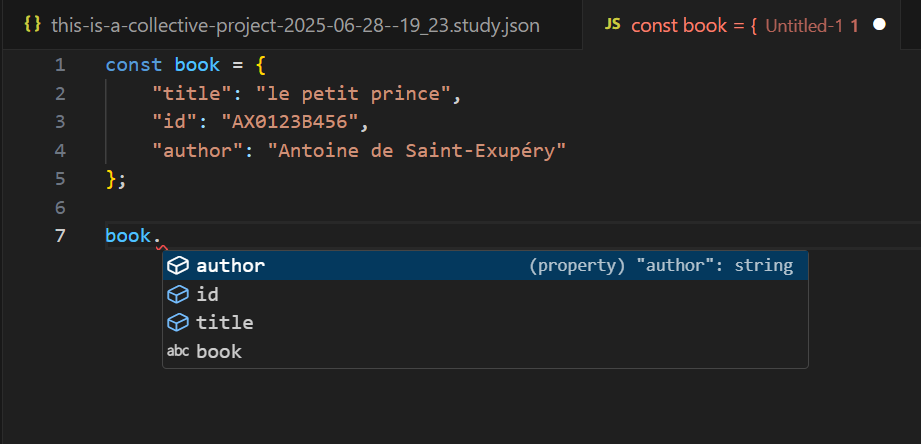 {} this-is-a-collective-project-2025-06-28--19_23.study.json JS const book = { Untitled-1 1
1 const book = {
2 "title": "le petit prince",
3 "id": "AX0123B456",
4 "author": "Antoine de Saint-Exupéry"
5 };
6
7 book.
author (property) "author": string
id
title
abc book